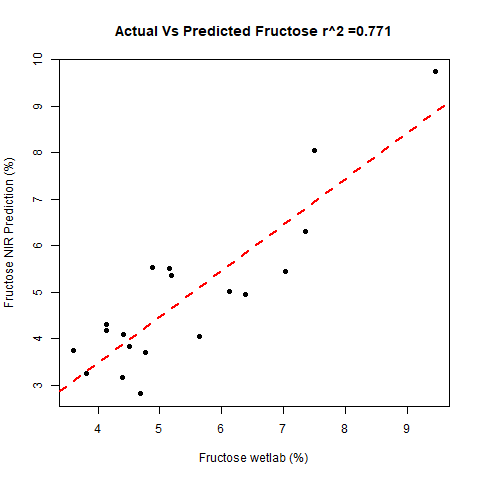 Actual Vs Predicted Fructose r^2 =0.771
Fructose NIR Prediction (%)
10
9
8
7
6
5
4
3
4 5 6 7 8 9
Fructose wetlab (%)